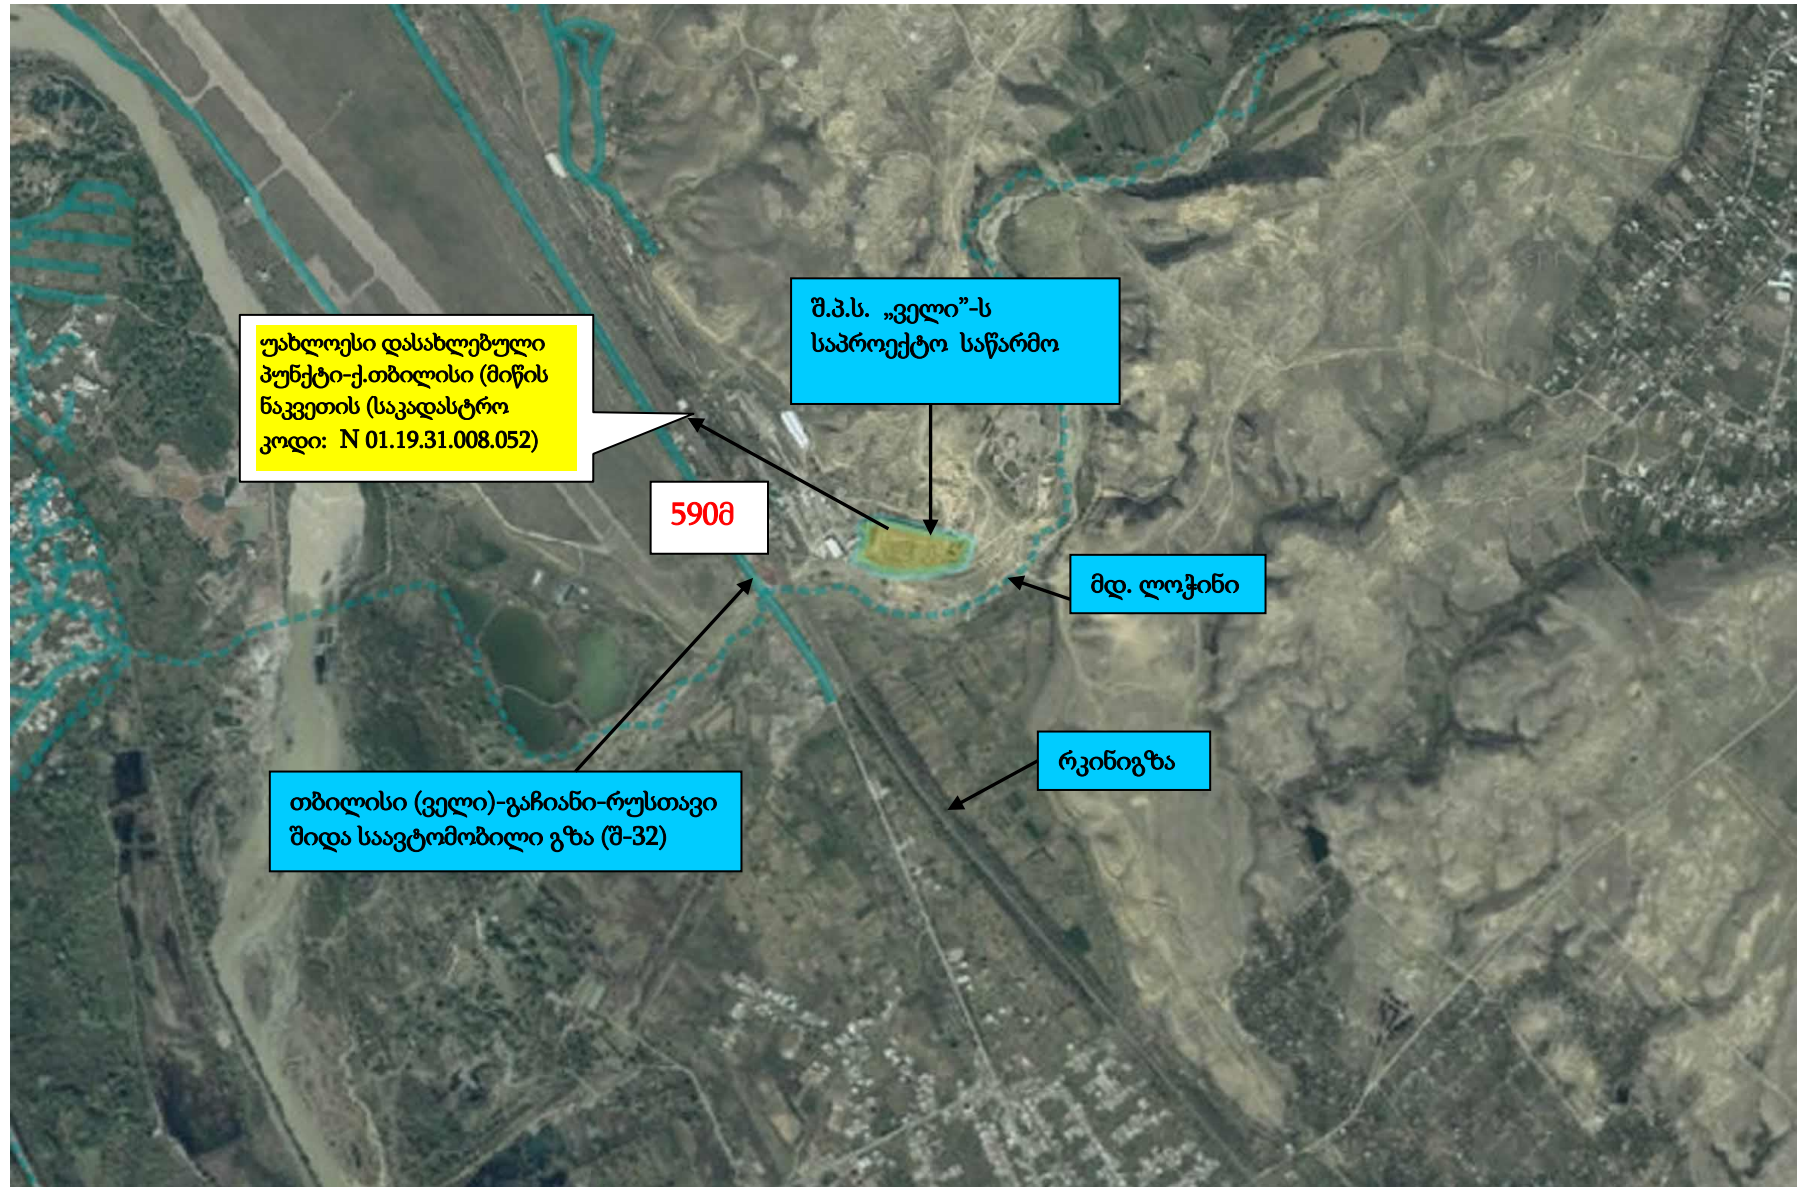 შ.პ.ს. „ველი”-ს
საპროექტო საწარმო
უახლოესი დასახლებული
პუნქტი-ქ.თბილისი (მიწის
ნაკვეთის (საკადასტრო
კოდი: N 01.19.31.008.052)
590მ
მდ. ლოჭინი
რკინიგზა
თბილისი (ველი)-გაჩიანი-რუსთავი
შიდა საავტომობილი გზა (შ-32)